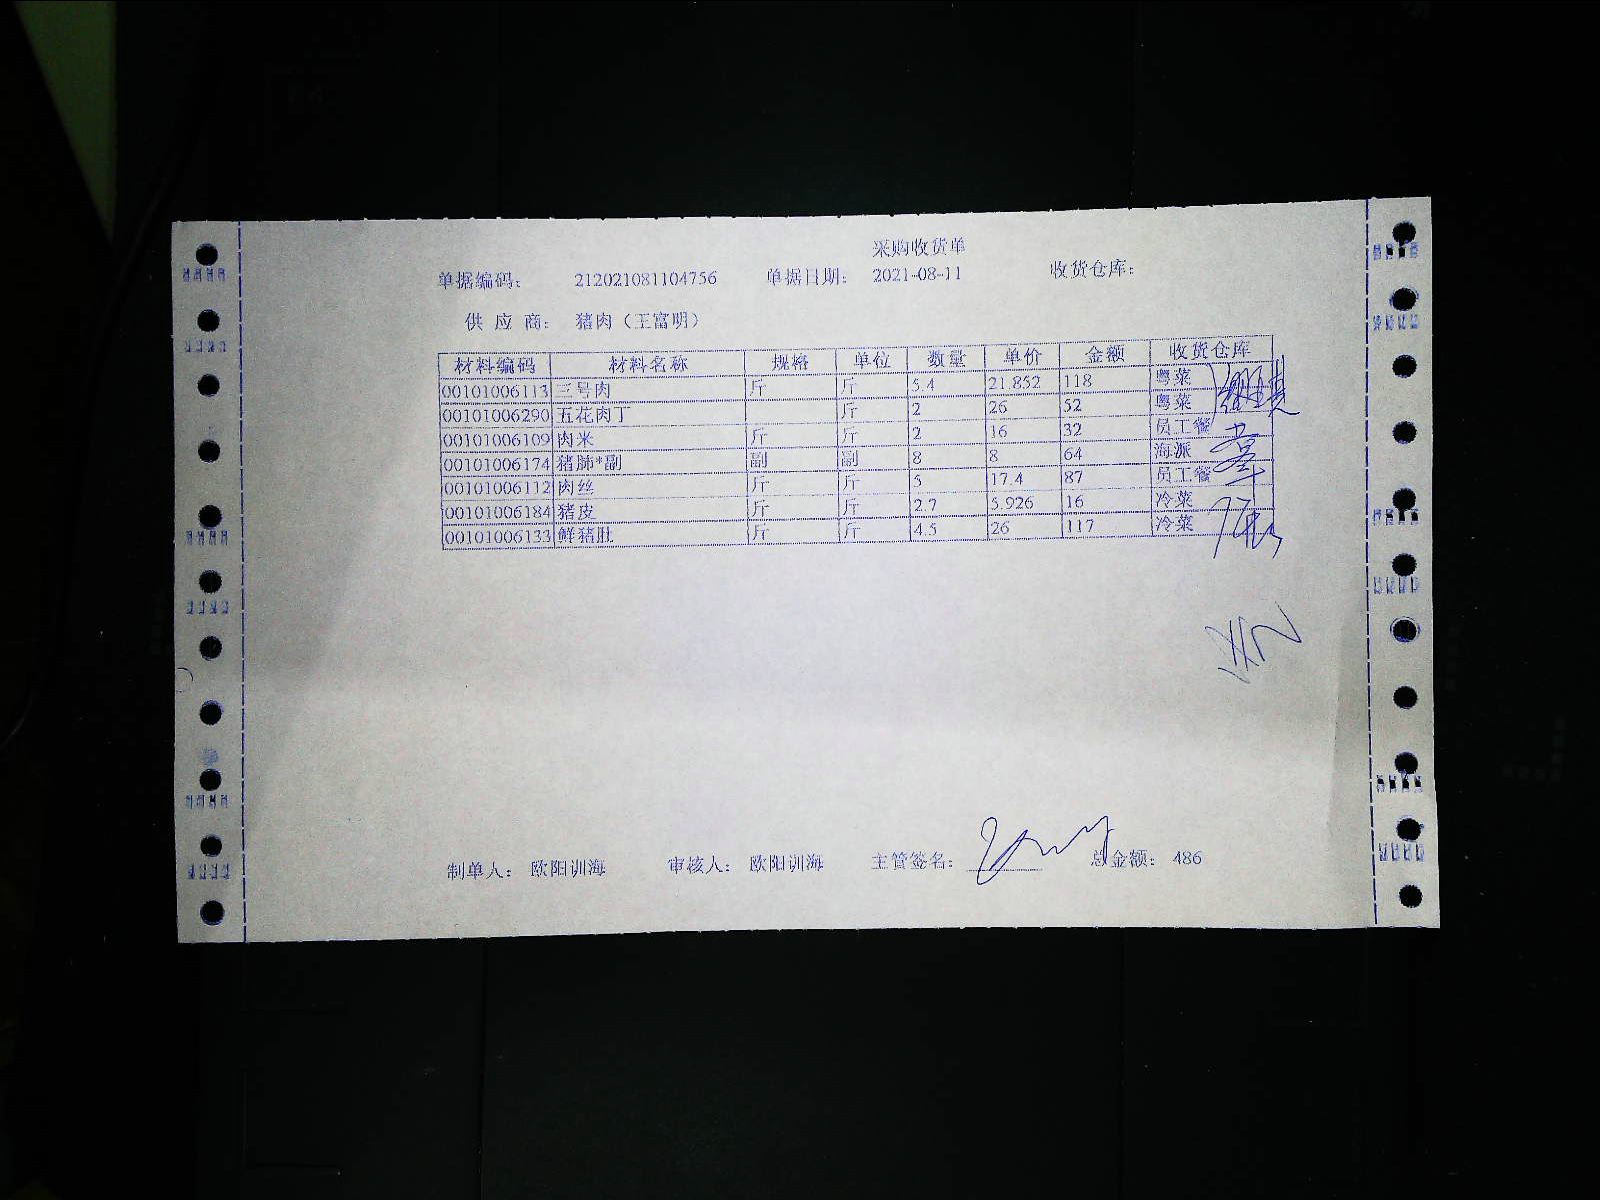 采购收货单
单据编码： 212021081104756 单据日期： 2021-08-11 收货仓库：
供 应 商： 猪肉（王富明）
材料编码 材料名称 规格 单位 数量 单价 金额 收货仓库
00101006113 三号肉 斤 斤 5.4 21.852 118 粤菜
00101006290 五花肉丁 斤 2 26 52 粤菜
00101006109 肉米 斤 斤 2 16 32 员工餐
00101006174 猪肺*副 副 副 8 8 64 海派
00101006112 肉丝 斤 斤 5 17.4 87 员工餐
00101006184 猪皮 斤 斤 2.7 5.926 16 冷菜
00101006133 鲜猪肚 斤 斤 4.5 26 117 冷菜
制单人： 欧阳训海 审核人： 欧阳训海 主管签名： 总金额： 486